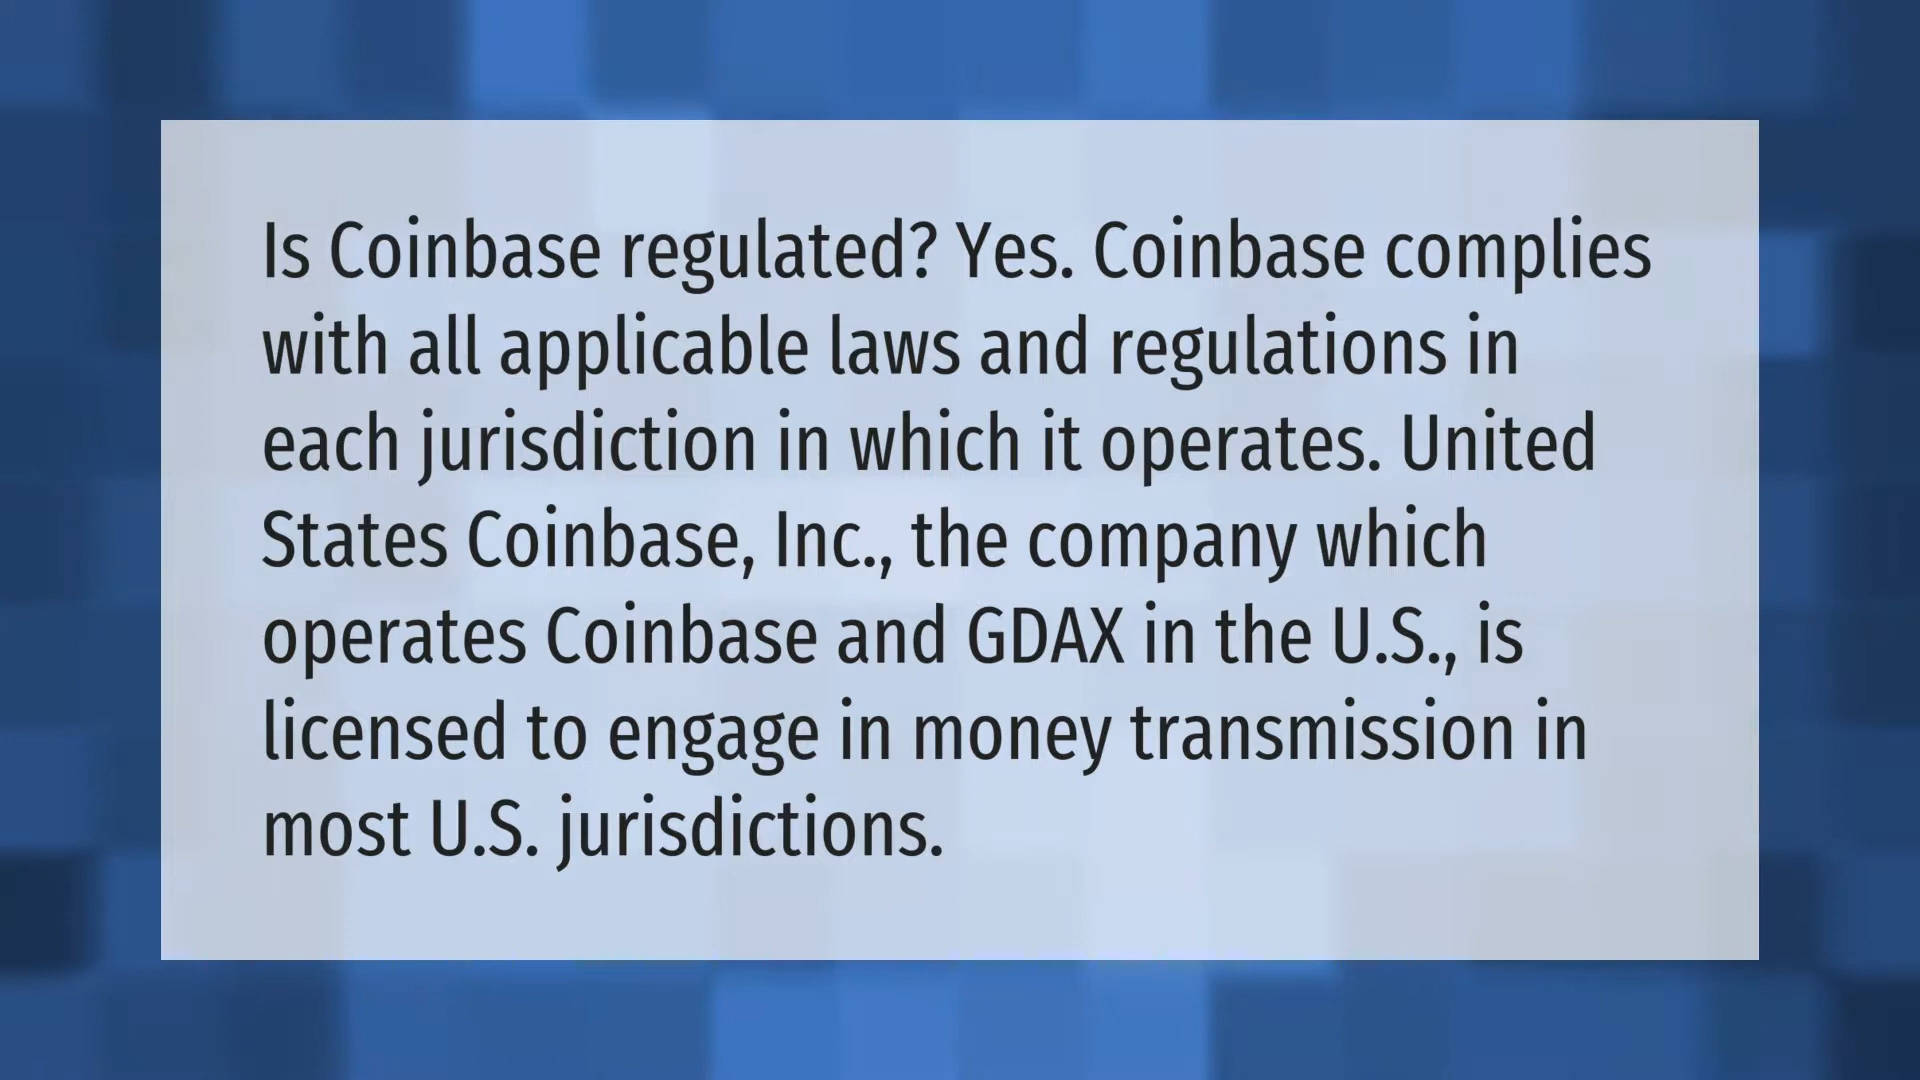 Is Coinbase regulated? Yes. Coinbase complies
with all applicable laws and regulations in
each jurisdiction in which it operates. United
States Coinbase, Inc., the company which
operates Coinbase and GDAX in the U.S., is
licensed to engage in money transmission in
most U.S. jurisdictions.